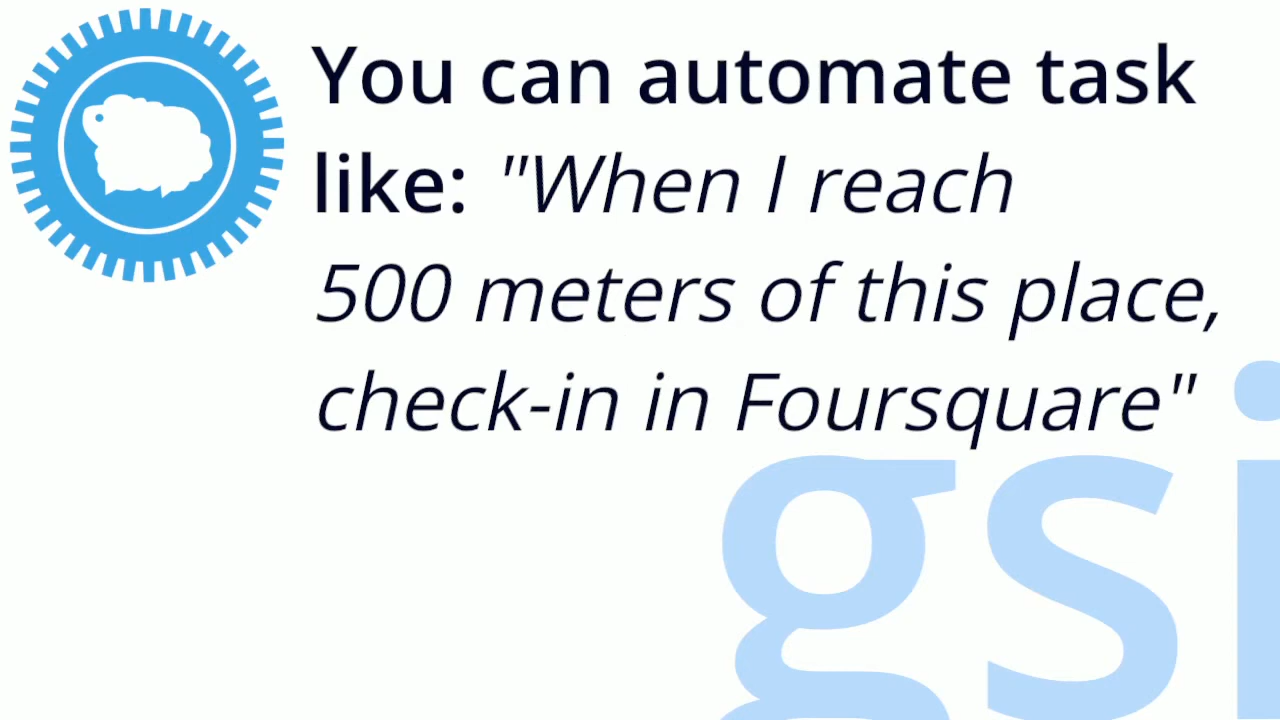 You can automate task
like: "When I reach
500 meters of this place,
check-in in Foursquare"
gsi